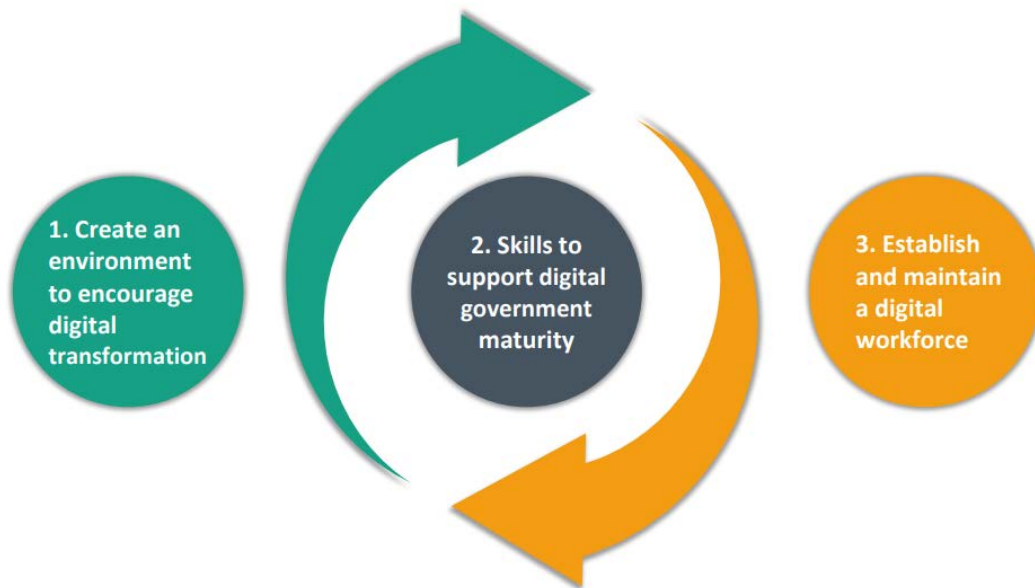 1. Create an
environment
to encourage
digital
transformation
2. Skills to
support digital
government
maturity
3. Establish
and maintain
a digital
workforce